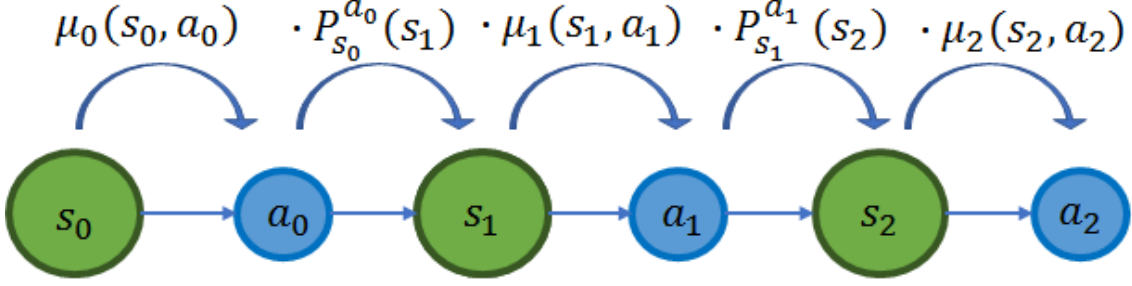 μ₀(s₀, a₀) · P_{s₀}^{a₀}(s₁) · μ₁(s₁, a₁) · P_{s₁}^{a₁}(s₂) · μ₂(s₂, a₂)
s₀ a₀ s₁ a₁ s₂ a₂